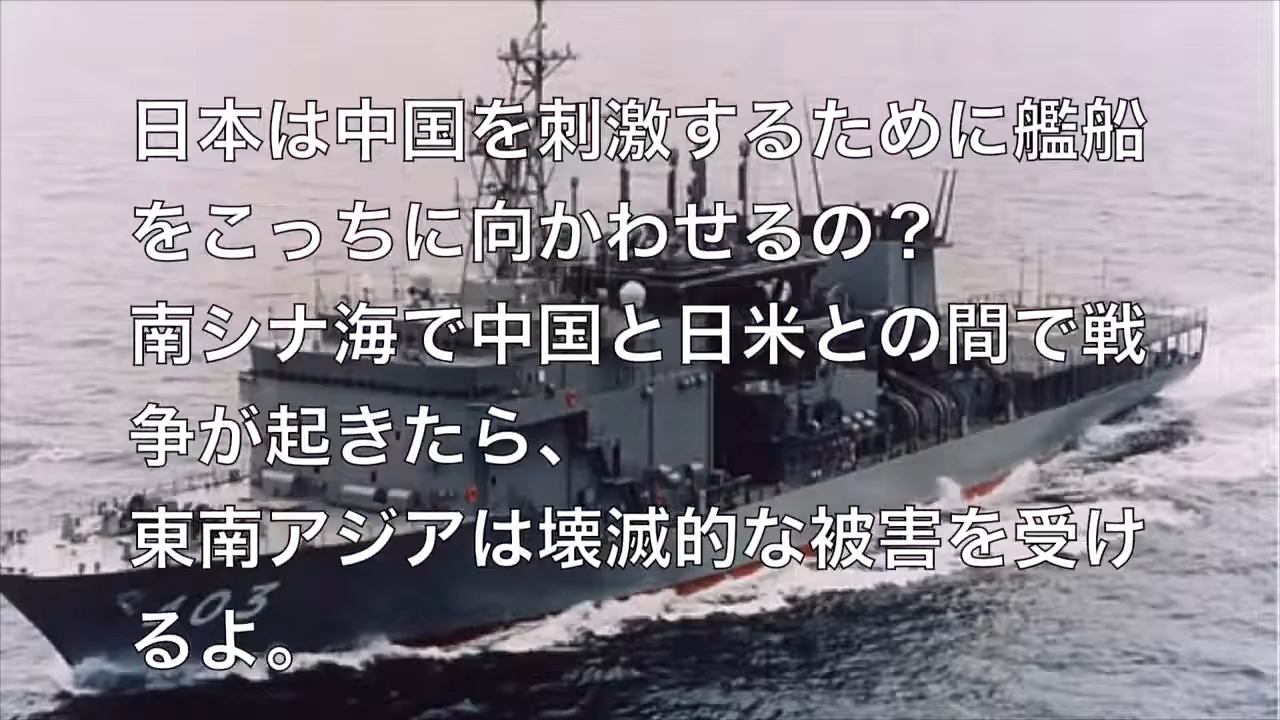 日本は中国を刺激するために艦船
をこっちに向かわせるの？
南シナ海で中国と日米との間で戦
争が起きたら、
東南アジアは壊滅的な被害を受け
るよ。
403